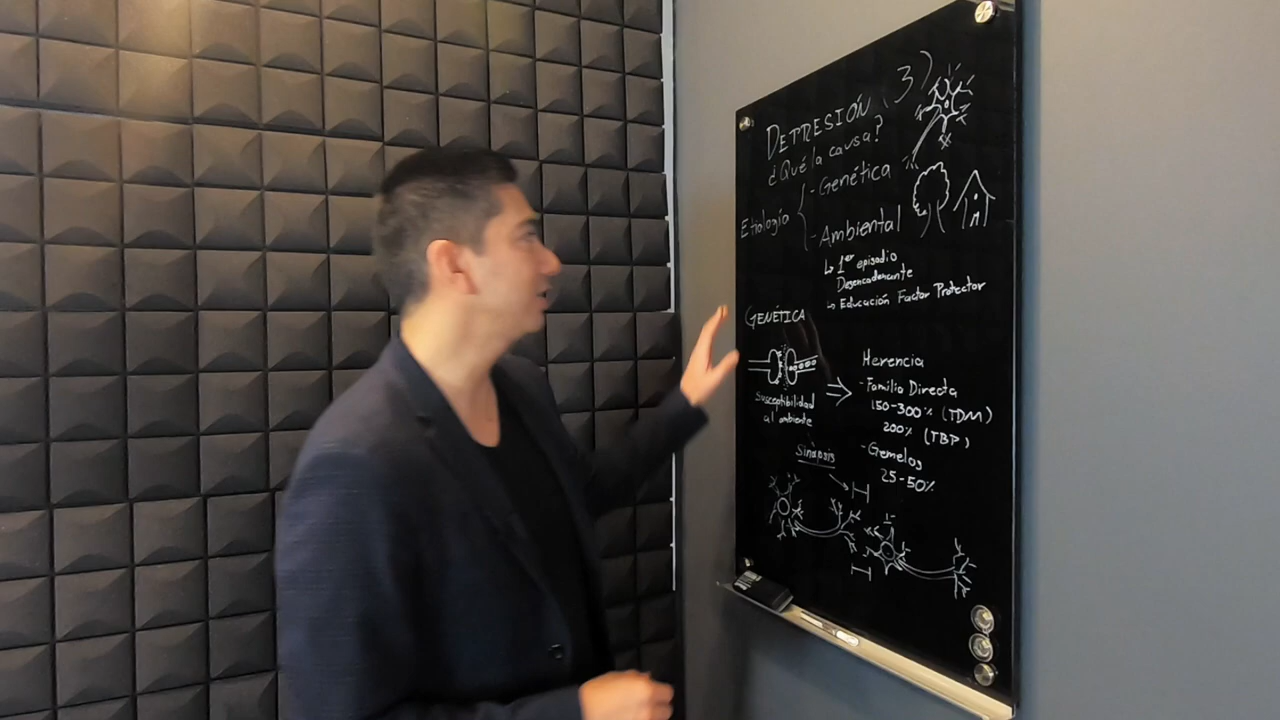 DEPRESIÓN (3)
¿Qué la causa?
Etiología
- Genética
- Ambiental
↳ 1er episodio
Desencadenante
↳ Educación Factor Protector
GENÉTICA
Susceptibilidad
al ambiente
Herencia
- Familia Directa
150-300% (TDM)
200% (TBP)
- Gemelos
25-50%
Sinápsis